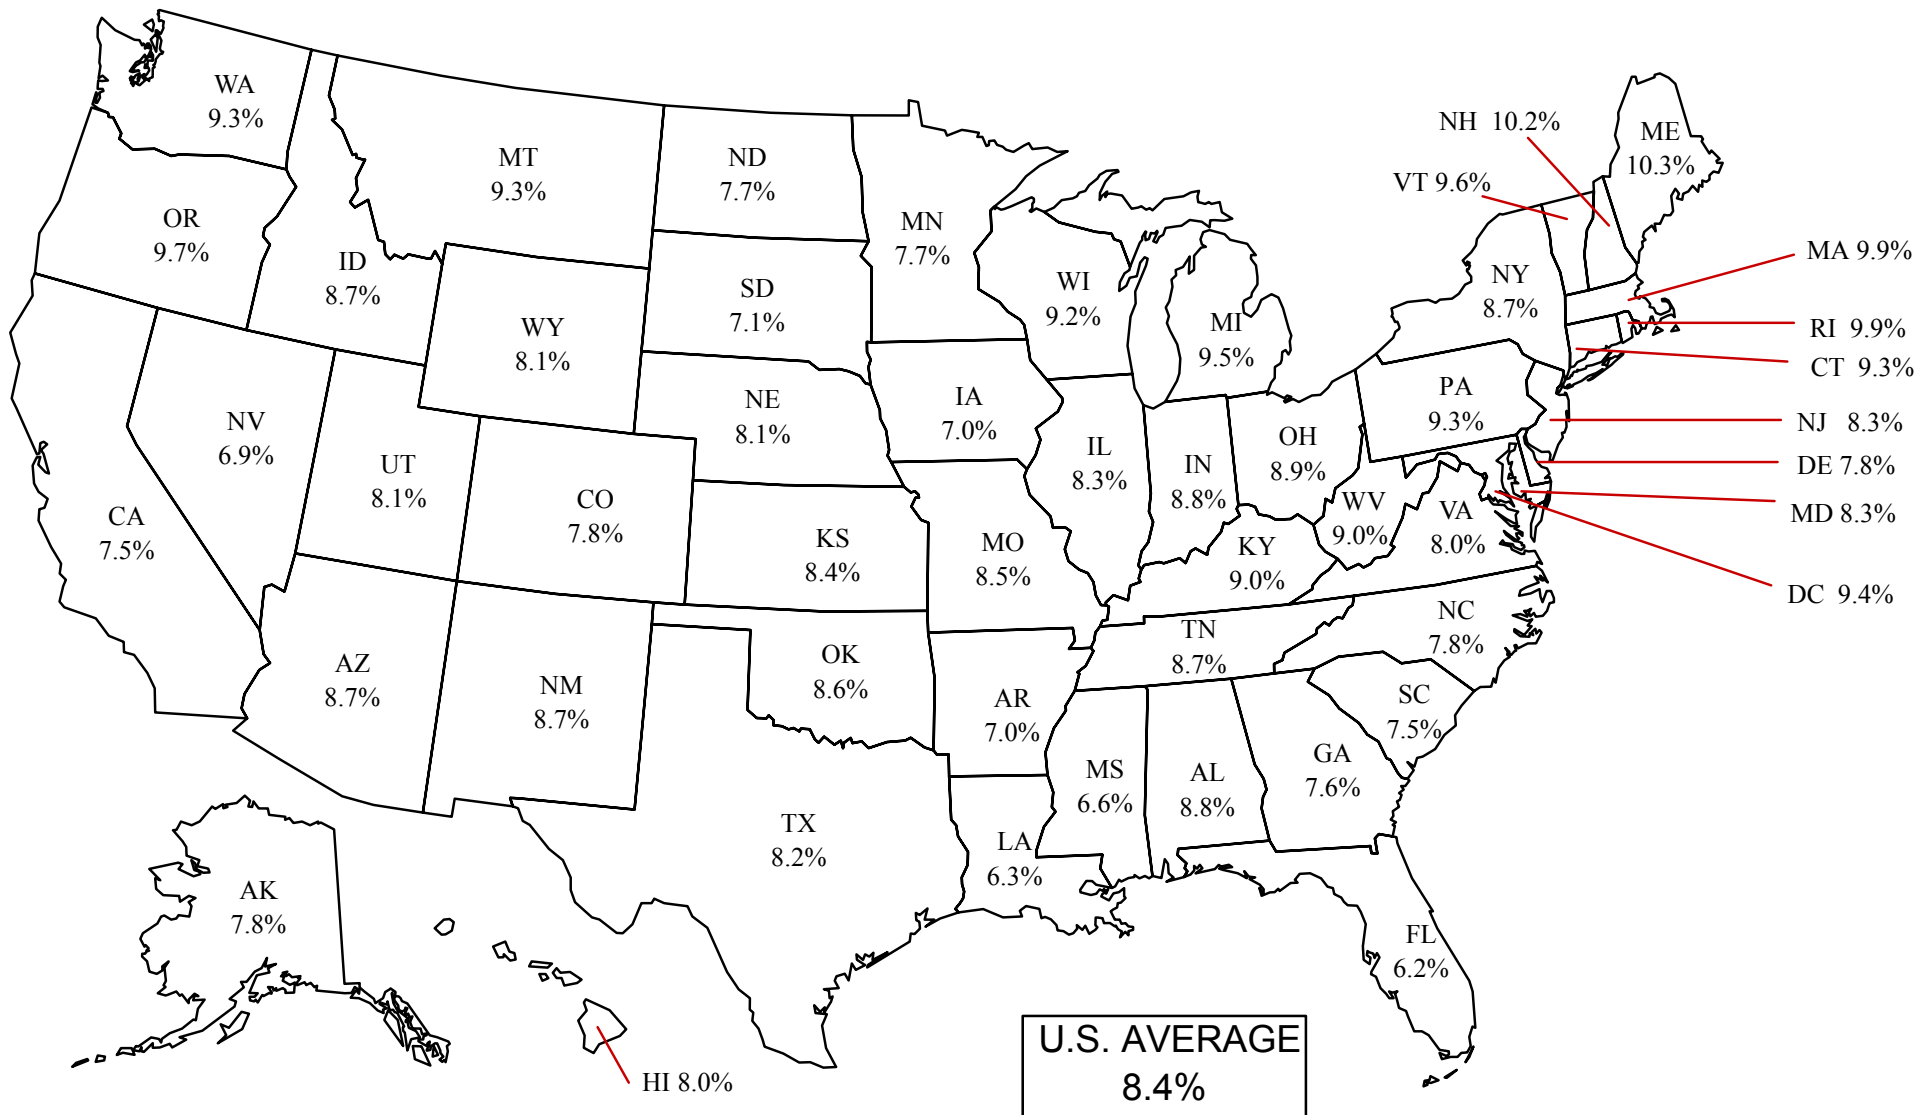 WA
9.3%
OR
9.7%
CA
7.5%
NV
6.9%
ID
8.7%
MT
9.3%
WY
8.1%
UT
8.1%
CO
7.8%
AZ
8.7%
NM
8.7%
ND
7.7%
SD
7.1%
NE
8.1%
KS
8.4%
OK
8.6%
TX
8.2%
MN
7.7%
IA
7.0%
MO
8.5%
AR
7.0%
LA
6.3%
WI
9.2%
IL
8.3%
MI
9.5%
IN
8.8%
OH
8.9%
KY
9.0%
TN
8.7%
MS
6.6%
AL
8.8%
GA
7.6%
FL
6.2%
SC
7.5%
NC
7.8%
VA
8.0%
WV
9.0%
PA
9.3%
NY
8.7%
ME
10.3%
NH 10.2%
VT 9.6%
MA 9.9%
RI 9.9%
CT 9.3%
NJ 8.3%
DE 7.8%
MD 8.3%
DC 9.4%
AK
7.8%
HI 8.0%
U.S. AVERAGE
8.4%